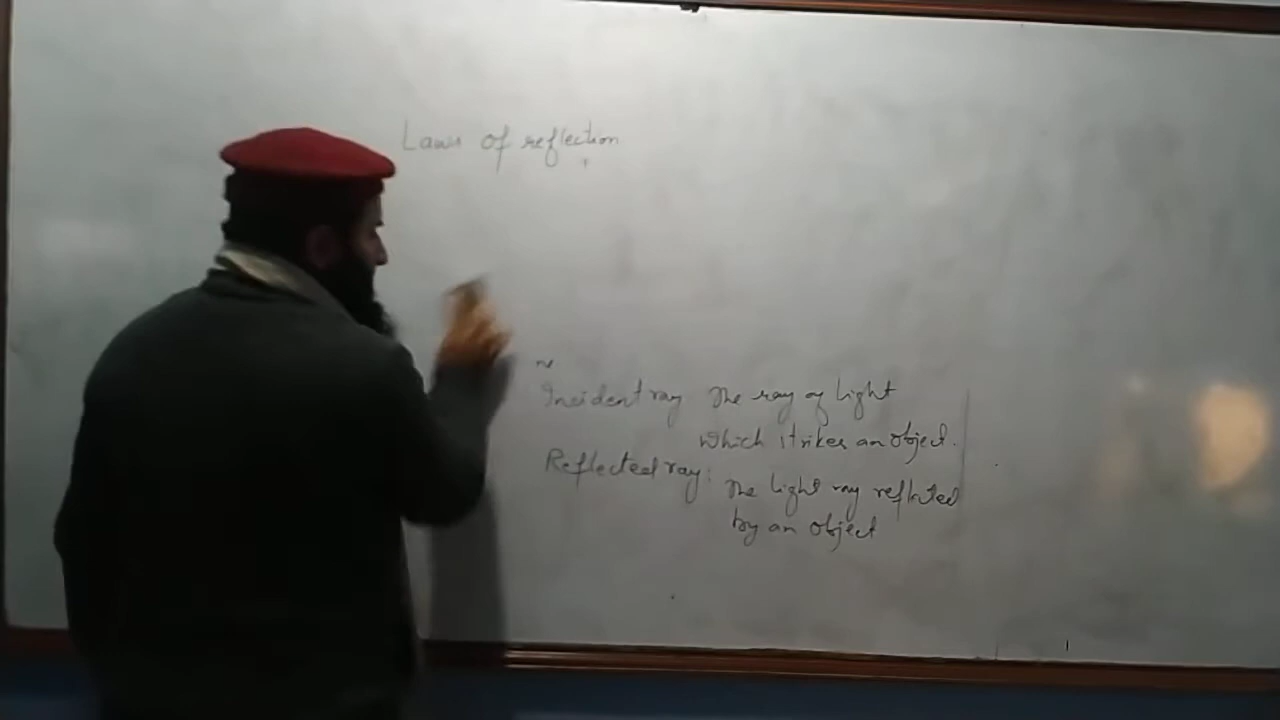 Laws of reflection
Incident ray The ray of light
which strikes an object.
Reflected ray: The light ray reflected
by an object